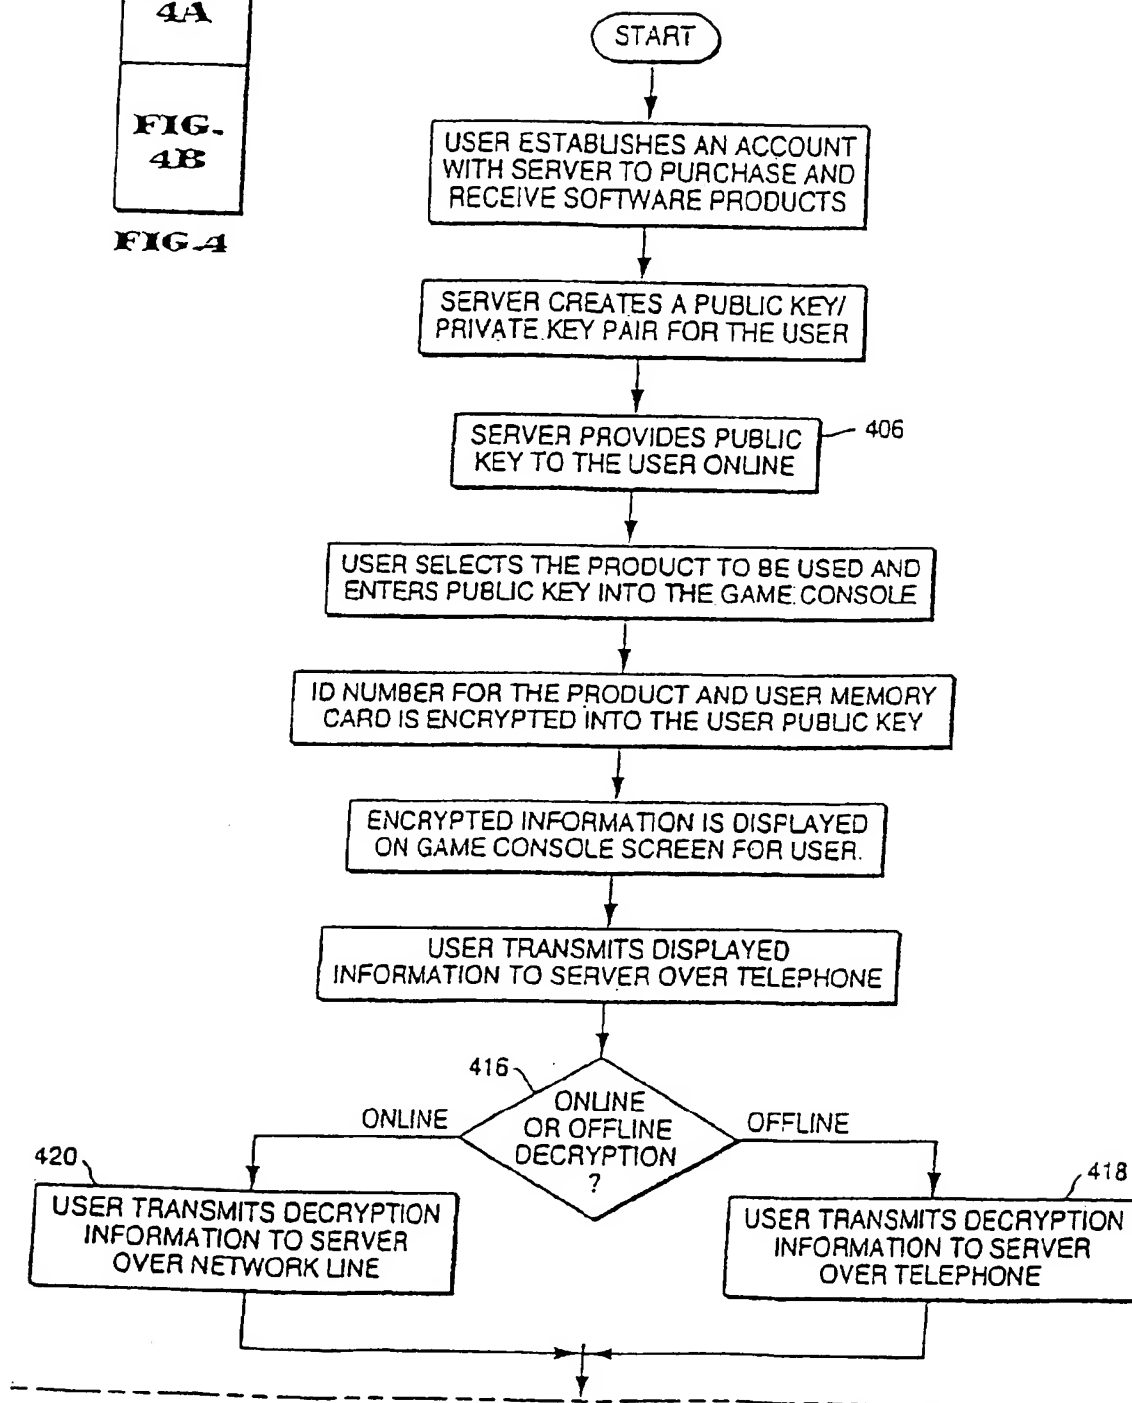 4A
FIG.
4B
FIG.4
START
USER ESTABLISHES AN ACCOUNT
WITH SERVER TO PURCHASE AND
RECEIVE SOFTWARE PRODUCTS
SERVER CREATES A PUBLIC KEY/
PRIVATE KEY PAIR FOR THE USER
SERVER PROVIDES PUBLIC
KEY TO THE USER ONLINE
406
USER SELECTS THE PRODUCT TO BE USED AND
ENTERS PUBLIC KEY INTO THE GAME CONSOLE
ID NUMBER FOR THE PRODUCT AND USER MEMORY
CARD IS ENCRYPTED INTO THE USER PUBLIC KEY
ENCRYPTED INFORMATION IS DISPLAYED
ON GAME CONSOLE SCREEN FOR USER.
USER TRANSMITS DISPLAYED
INFORMATION TO SERVER OVER TELEPHONE
416
ONLINE
OR OFFLINE
DECRYPTION
?
ONLINE
OFFLINE
420
USER TRANSMITS DECRYPTION
INFORMATION TO SERVER
OVER NETWORK LINE
418
USER TRANSMITS DECRYPTION
INFORMATION TO SERVER
OVER TELEPHONE